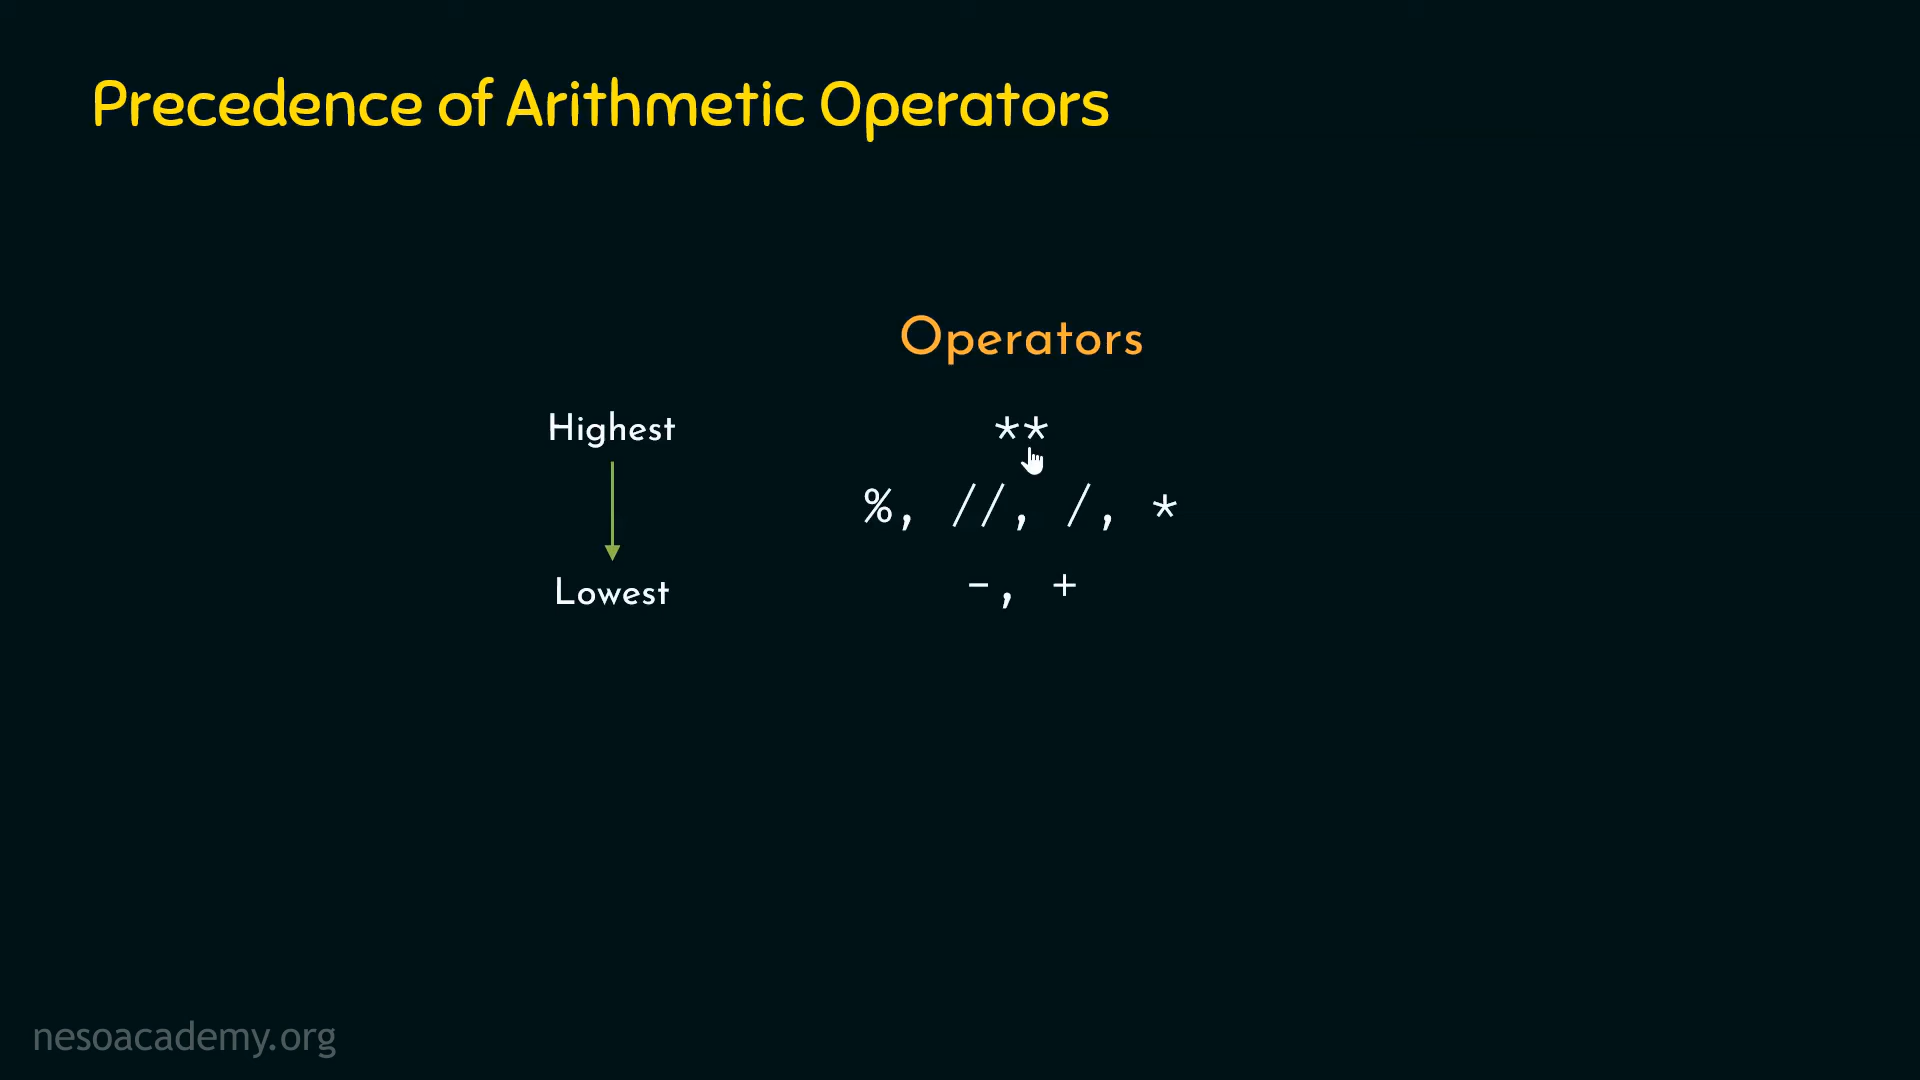 Precedence of Arithmetic Operators
Operators
Highest
**
%, //, /, *
Lowest
-, +
nesoacademy.org